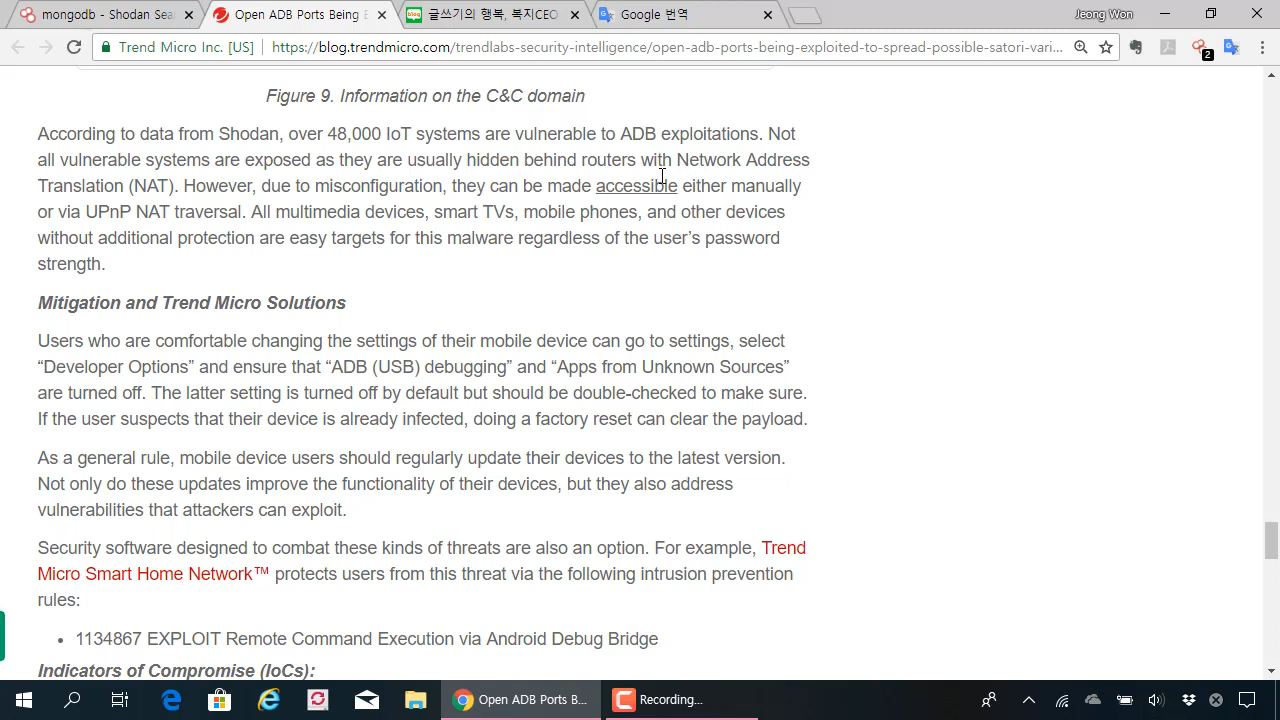 mongodb - Shodan Sea
Open ADB Ports Being E
글쓰기의 행복, 복지CEO
Google 번역
Jeong Won
Trend Micro Inc. [US]
https://blog.trendmicro.com/trendlabs-security-intelligence/open-adb-ports-being-exploited-to-spread-possible-satori-vari...
2
Figure 9. Information on the C&C domain
According to data from Shodan, over 48,000 IoT systems are vulnerable to ADB exploitations. Not
all vulnerable systems are exposed as they are usually hidden behind routers with Network Address
Translation (NAT). However, due to misconfiguration, they can be made accessible either manually
or via UPnP NAT traversal. All multimedia devices, smart TVs, mobile phones, and other devices
without additional protection are easy targets for this malware regardless of the user’s password
strength.
Mitigation and Trend Micro Solutions
Users who are comfortable changing the settings of their mobile device can go to settings, select
“Developer Options” and ensure that “ADB (USB) debugging” and “Apps from Unknown Sources”
are turned off. The latter setting is turned off by default but should be double-checked to make sure.
If the user suspects that their device is already infected, doing a factory reset can clear the payload.
As a general rule, mobile device users should regularly update their devices to the latest version.
Not only do these updates improve the functionality of their devices, but they also address
vulnerabilities that attackers can exploit.
Security software designed to combat these kinds of threats are also an option. For example, Trend
Micro Smart Home Network™ protects users from this threat via the following intrusion prevention
rules:
• 1134867 EXPLOIT Remote Command Execution via Android Debug Bridge
Indicators of Compromise (IoCs):
Open ADB Ports B...
Recording...